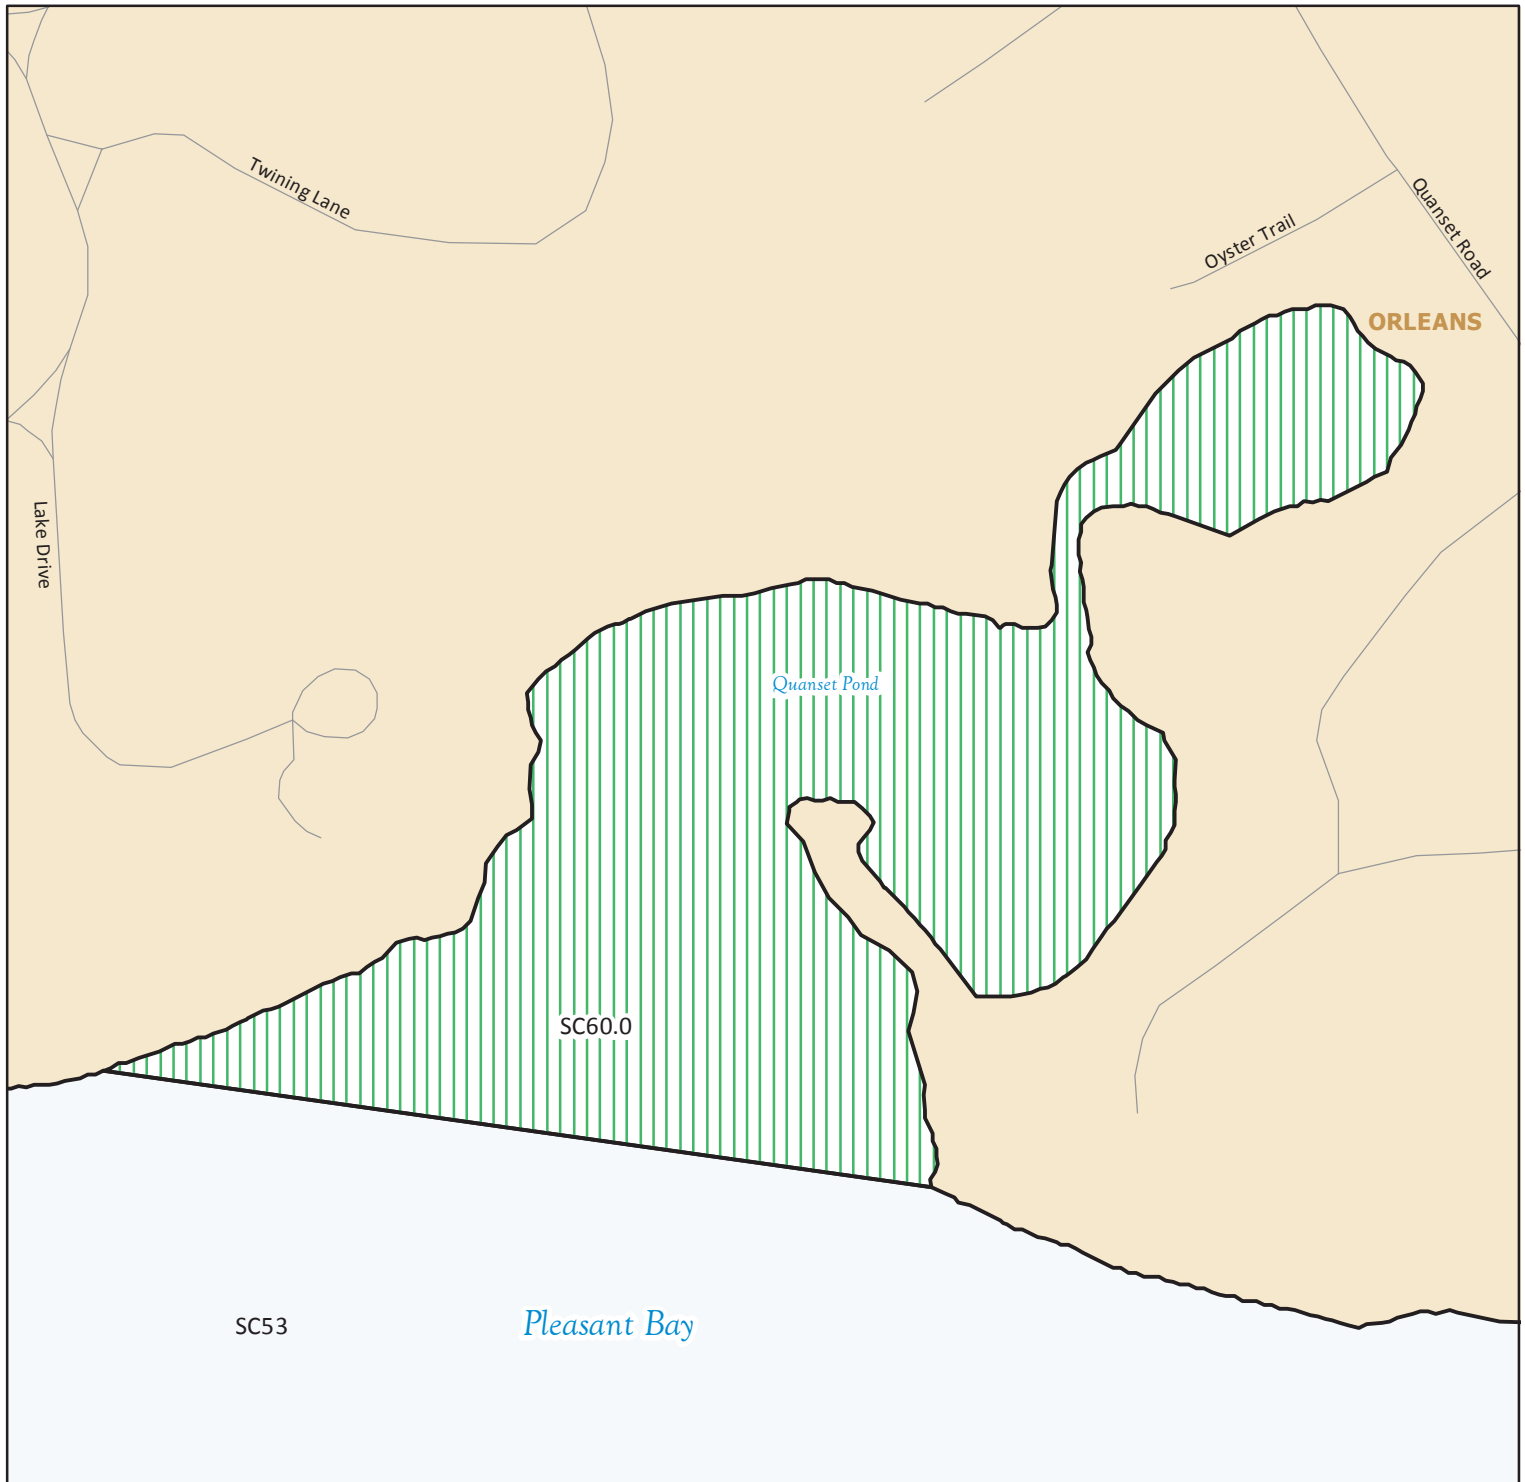 Twining Lane
Quanset Road
Oyster Trail
ORLEANS
Lake Drive
Quanset Pond
SC60.0
SC53
Pleasant Bay